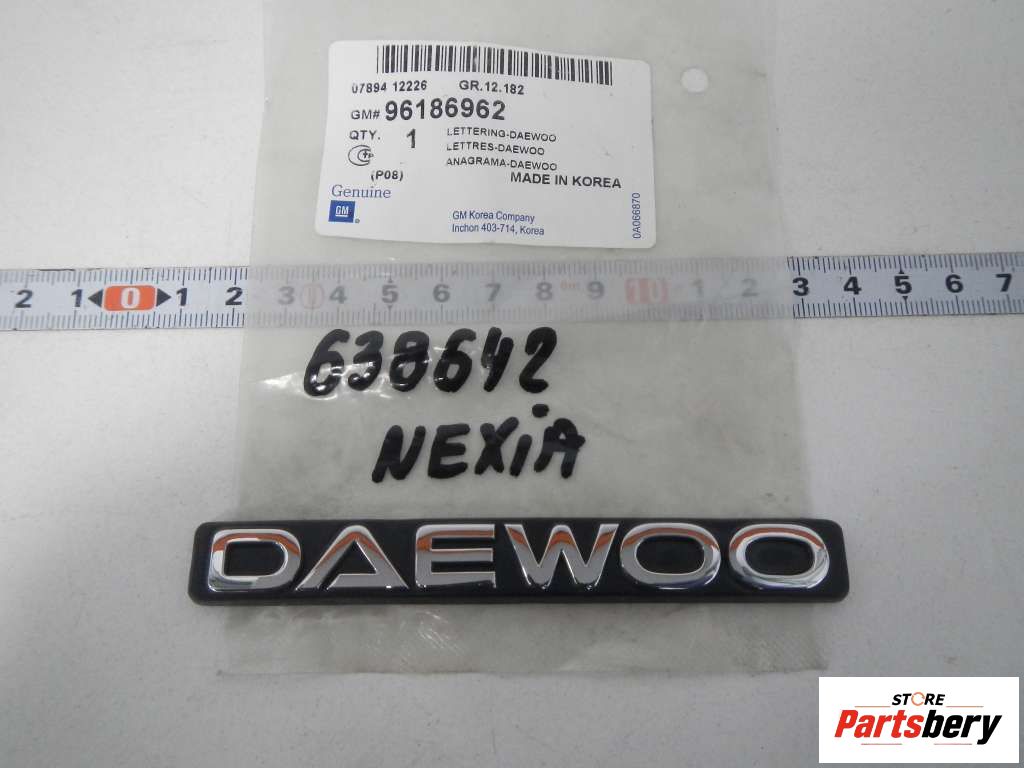 07894 12226 GR.12.182
GM# 96186962
QTY. 1 LETTERING-DAEWOO
LETTRES-DAEWOO
ANAGRAMA-DAEWOO
(P08) MADE IN KOREA
Genuine
GM
GM Korea Company
Inchon 403-714, Korea
0A066870
2 1 0 1 2 3 4 5 6 7 8 9 10 1 2 3 4 5 6 7
638642
NEXiA
DAEWOO
STORE
Partsbery